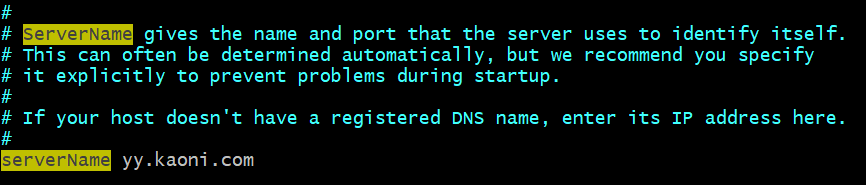 #
# ServerName gives the name and port that the server uses to identify itself.
# This can often be determined automatically, but we recommend you specify
# it explicitly to prevent problems during startup.
#
# If your host doesn't have a registered DNS name, enter its IP address here.
#
serverName yy.kaoni.com